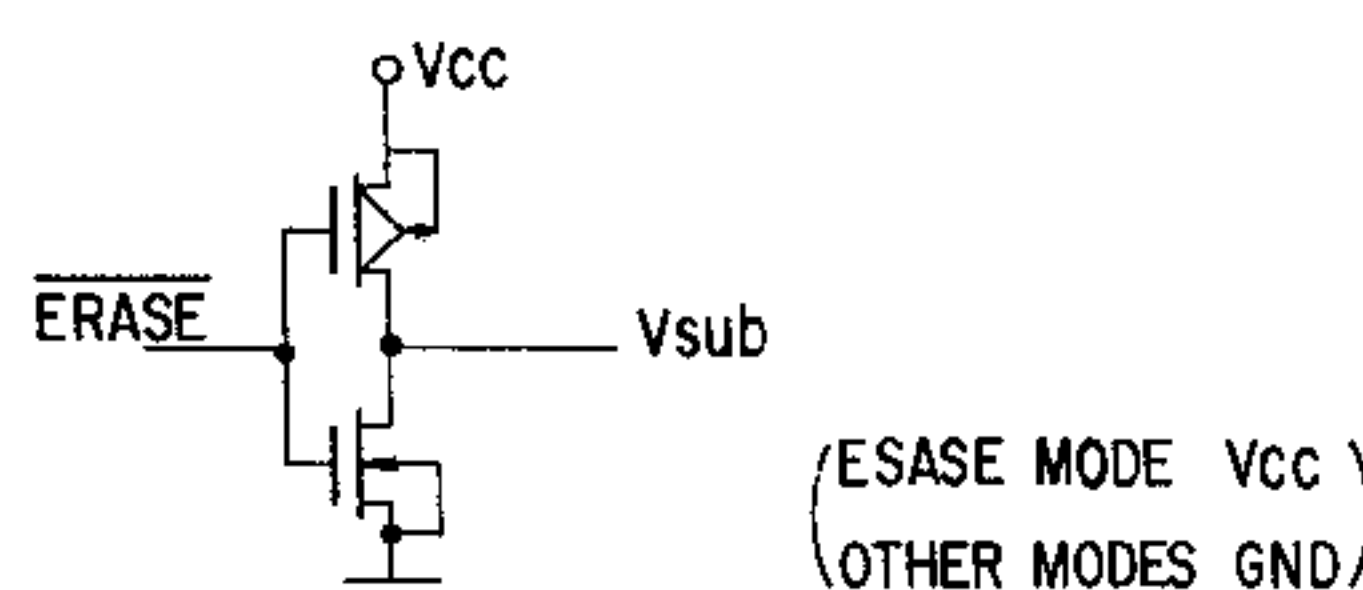 Vcc
ERASE
Vsub
(ESASE MODE Vcc)
(OTHER MODES GND)